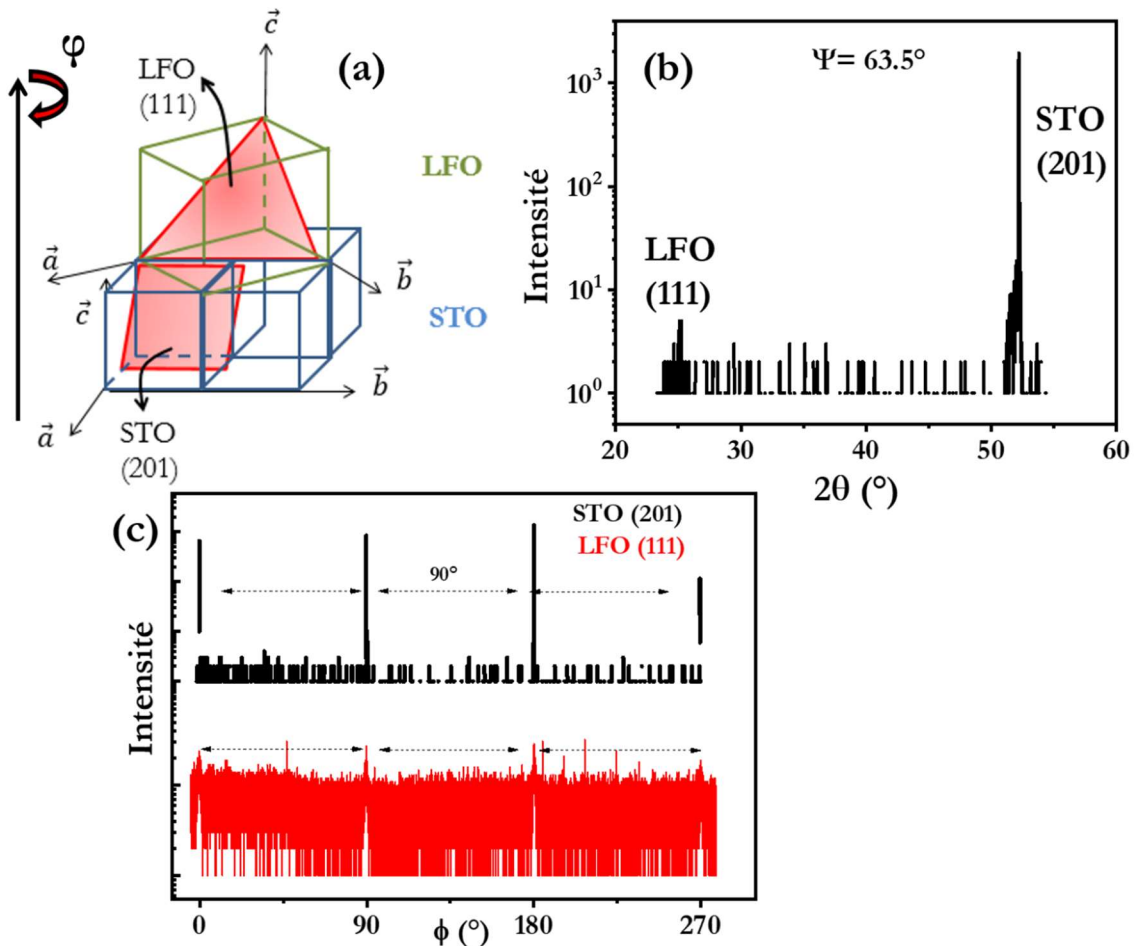 (a)
-φ
c⃗
LFO
(111)
LFO
a⃗
b⃗
c⃗
STO
b⃗
a⃗
STO
(201)
(b)
Ψ= 63.5°
10³
10²
10¹
10⁰
Intensité
LFO
(111)
STO
(201)
20 30 40 50 60
2θ (°)
(c)
STO (201)
LFO (111)
90°
Intensité
0 90 180 270
ϕ (°)